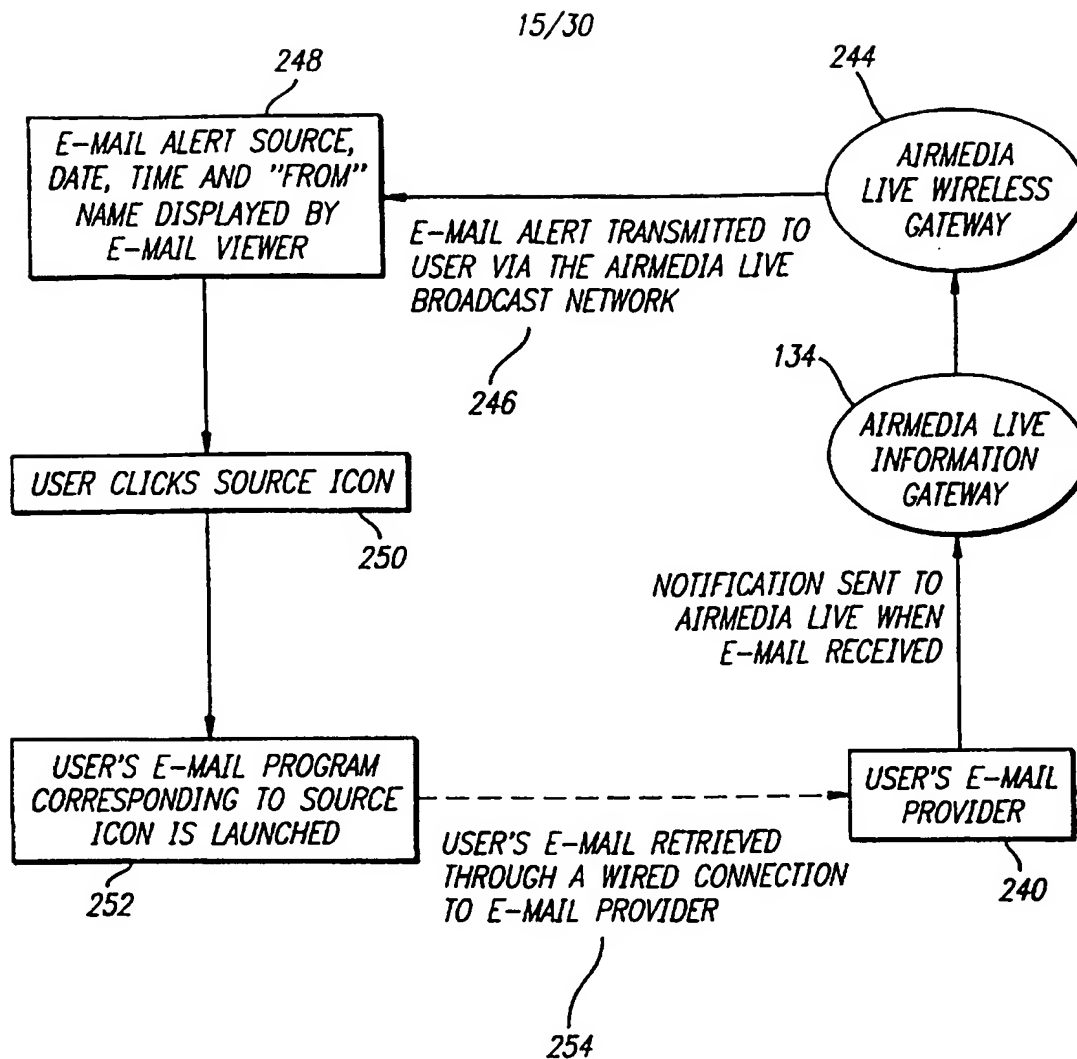 15/30
248
E-MAIL ALERT SOURCE,
DATE, TIME AND "FROM"
NAME DISPLAYED BY
E-MAIL VIEWER
244
AIRMEDIA
LIVE WIRELESS
GATEWAY
E-MAIL ALERT TRANSMITTED TO
USER VIA THE AIRMEDIA LIVE
BROADCAST NETWORK
246
134
AIRMEDIA LIVE
INFORMATION
GATEWAY
USER CLICKS SOURCE ICON
250
NOTIFICATION SENT TO
AIRMEDIA LIVE WHEN
E-MAIL RECEIVED
USER'S E-MAIL PROGRAM
CORRESPONDING TO SOURCE
ICON IS LAUNCHED
252
USER'S E-MAIL RETRIEVED
THROUGH A WIRED CONNECTION
TO E-MAIL PROVIDER
254
USER'S E-MAIL
PROVIDER
240